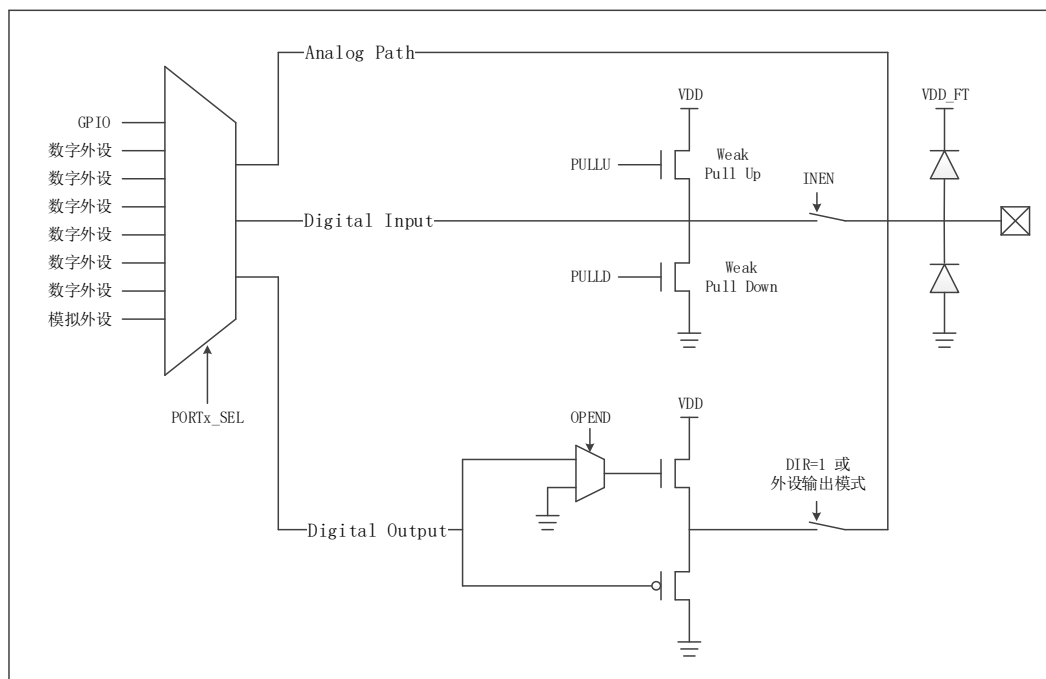 Analog Path
VDD
VDD_FT
GPIO
数字外设
数字外设
数字外设
数字外设
数字外设
数字外设
模拟外设
PULLU
Weak
Pull Up
INEN
Digital Input
PULLD
Weak
Pull Down
PORTx_SEL
OPEND
VDD
DIR=1 或
外设输出模式
Digital Output